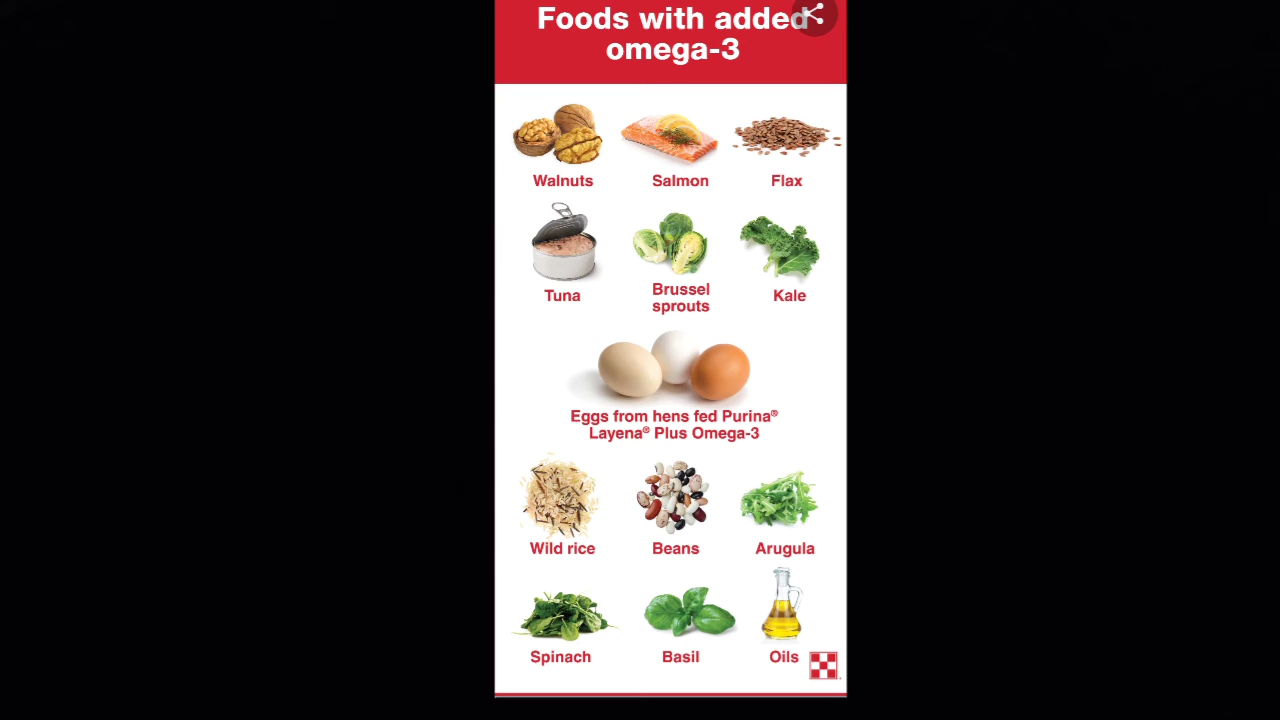 Foods with added
omega-3
Walnuts
Salmon
Flax
Tuna
Brussel
sprouts
Kale
Eggs from hens fed Purina®
Layena® Plus Omega-3
Wild rice
Beans
Arugula
Spinach
Basil
Oils